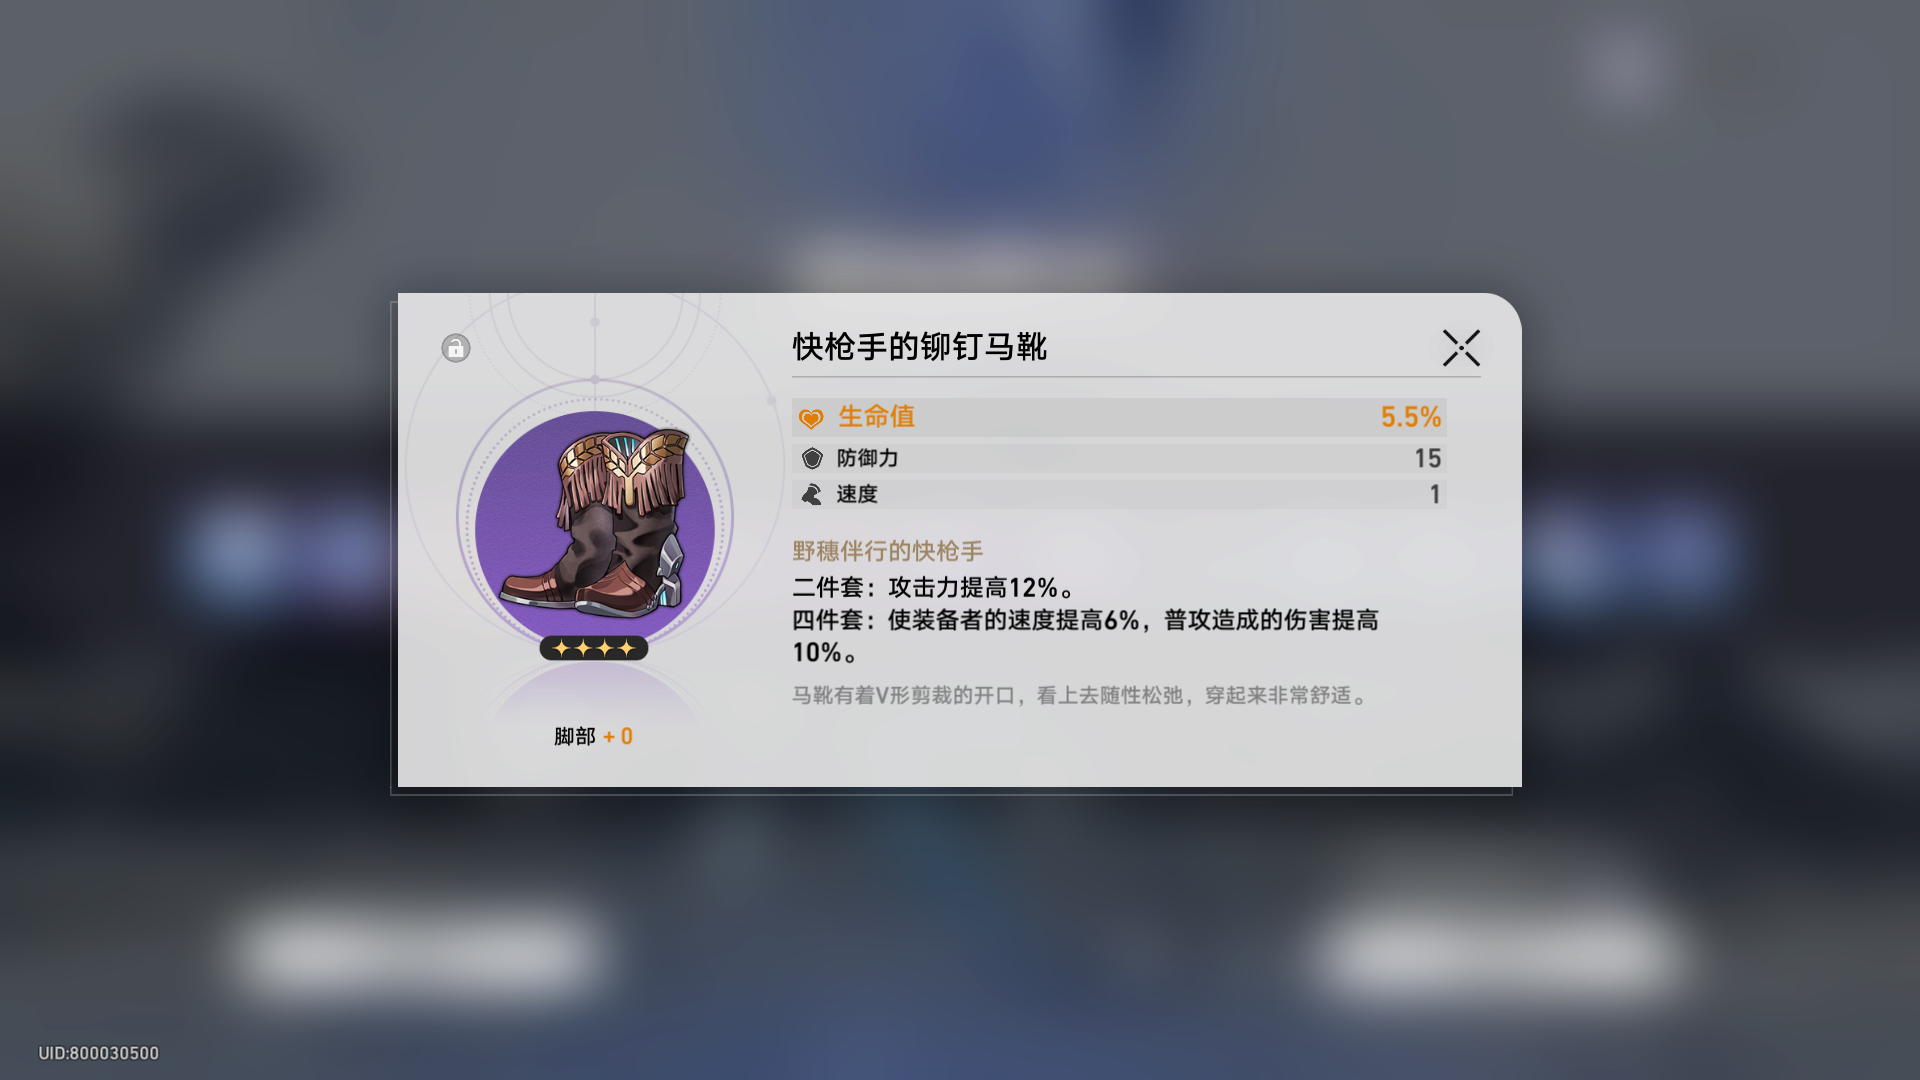 快枪手的铆钉马靴
生命值 5.5%
防御力 15
速度 1
野穗伴行的快枪手
二件套：攻击力提高12%。
四件套：使装备者的速度提高6%，普攻造成的伤害提高
10%。
马靴有着V形剪裁的开口，看上去随性松弛，穿起来非常舒适。
脚部 + 0
UID:800030500